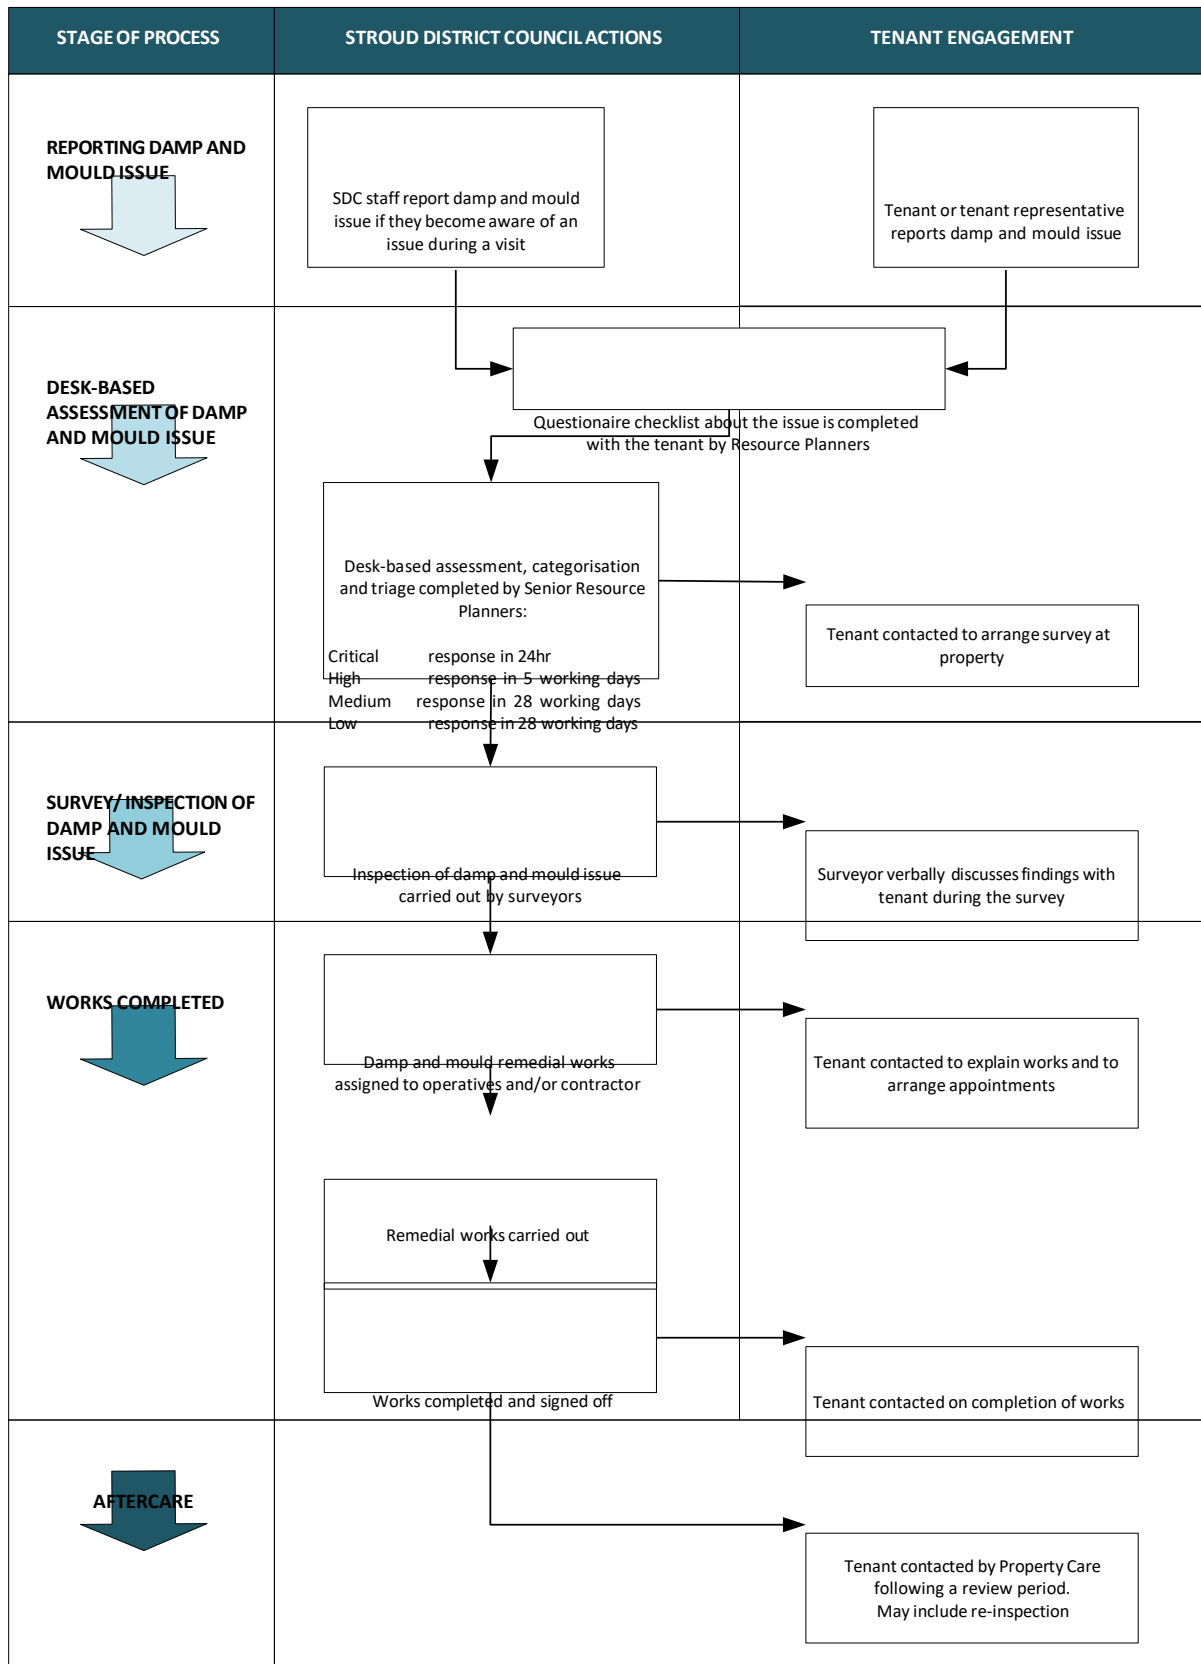 STAGE OF PROCESS
STROUD DISTRICT COUNCIL ACTIONS
TENANT ENGAGEMENT
REPORTING DAMP AND
MOULD ISSUE
SDC staff report damp and mould
issue if they become aware of an
issue during a visit
Tenant or tenant representative
reports damp and mould issue
DESK-BASED
ASSESSMENT OF DAMP
AND MOULD ISSUE
Questionaire checklist about the issue is completed
with the tenant by Resource Planners
Desk-based assessment, categorisation
and triage completed by Senior Resource
Planners:
Critical response in 24hr
High response in 5 working days
Medium response in 28 working days
Low response in 28 working days
Tenant contacted to arrange survey at
property
SURVEY/ INSPECTION OF
DAMP AND MOULD
ISSUE
Inspection of damp and mould issue
carried out by surveyors
Surveyor verbally discusses findings with
tenant during the survey
WORKS COMPLETED
Damp and mould remedial works
assigned to operatives and/or contractor
Tenant contacted to explain works and to
arrange appointments
Remedial works carried out
Works completed and signed off
Tenant contacted on completion of works
AFTERCARE
Tenant contacted by Property Care
following a review period.
May include re-inspection